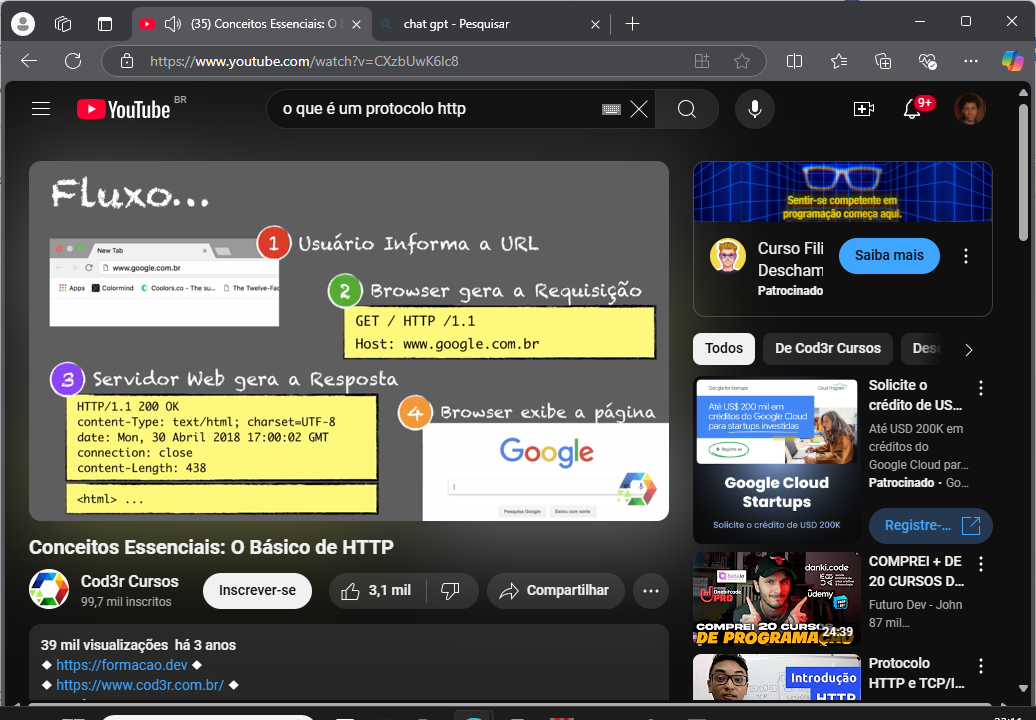 (35) Conceitos Essenciais: O
chat gpt - Pesquisar
https://www.youtube.com/watch?v=CXzbUwK6Ic8
YouTube BR
o que é um protocolo http
9+
Fluxo...
New Tab
www.google.com.br
Apps Colormind Coolors.co - The su... The Twelve-Fac
1 Usuário Informa a URL
2 Browser gera a Requisição
GET / HTTP /1.1
Host: www.google.com.br
3 Servidor Web gera a Resposta
HTTP/1.1 200 OK
content-Type: text/html; charset=UTF-8
date: Mon, 30 Abril 2018 17:00:02 GMT
connection: close
content-Length: 438
<html> ...
4 Browser exibe a página
Google
Pesquisa Google Estou com sorte
Conceitos Essenciais: O Básico de HTTP
Cod3r Cursos
99,7 mil inscritos
Inscrever-se
3,1 mil
Compartilhar
39 mil visualizações há 3 anos
◆ https://formacao.dev ◆
◆ https://www.cod3r.com.br/ ◆
Sentir-se competente em
programação começa aqui.
Curso Fili
Descham
Patrocinado
Saiba mais
Todos
De Cod3r Cursos
Dese
Google for Startups
Cloud Program
Até US$ 200 mil em
créditos do Google Cloud
para startups investidas
Registre-se
Google Cloud
Startups
Solicite o crédito de USD 200K
Solicite o
crédito de US...
Até USD 200K em
créditos do
Google Cloud par...
Patrocinado · Go...
Registre-...
danki.code
EBAC
Onebitcode
PRO
ûdemy
COMPREI 20 CURSOS
DE PROGRAMAÇÃO
24:39
COMPREI + DE
20 CURSOS D...
Futuro Dev - John
87 mil...
Introdução
HTTP
Protocolo
HTTP e TCP/I...